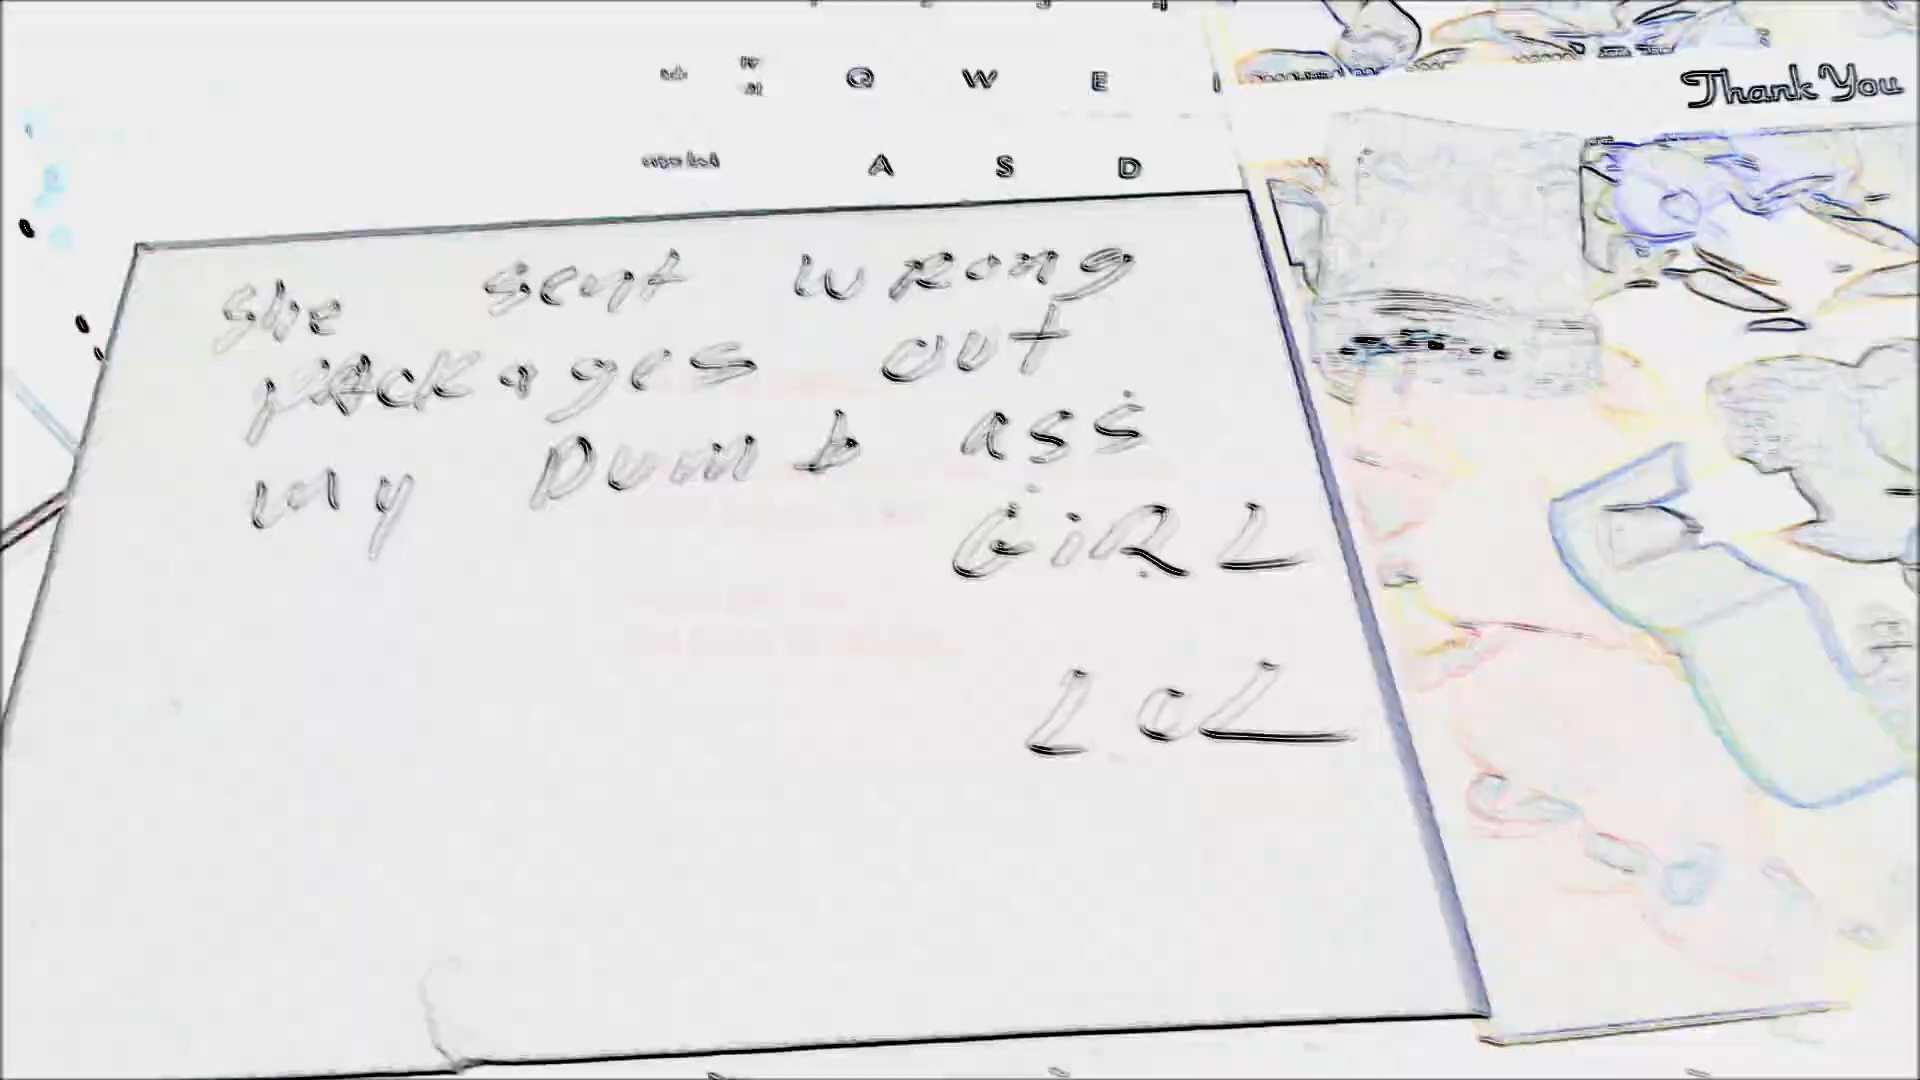 Q W E
Thank You
A S D
She sent wrong
packages out
my Dumb ass
GiRL
LOL